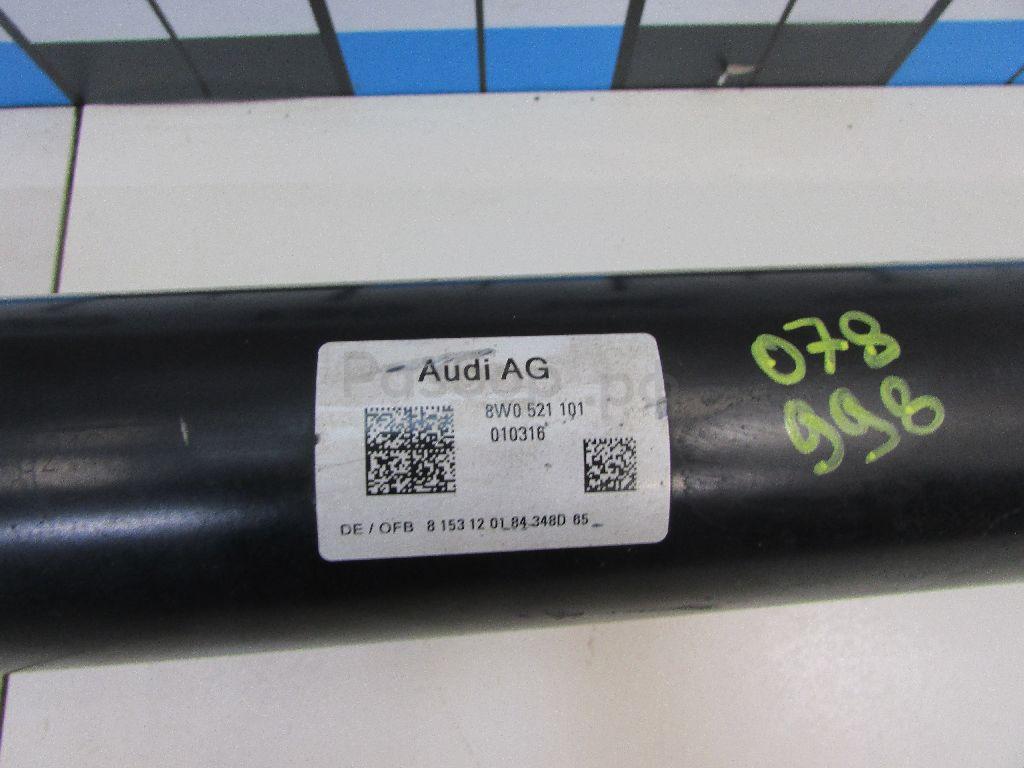 Audi AG
8W0 521 101
010316
DE / OFB 8 153 12 01 84 348D 65
078
998